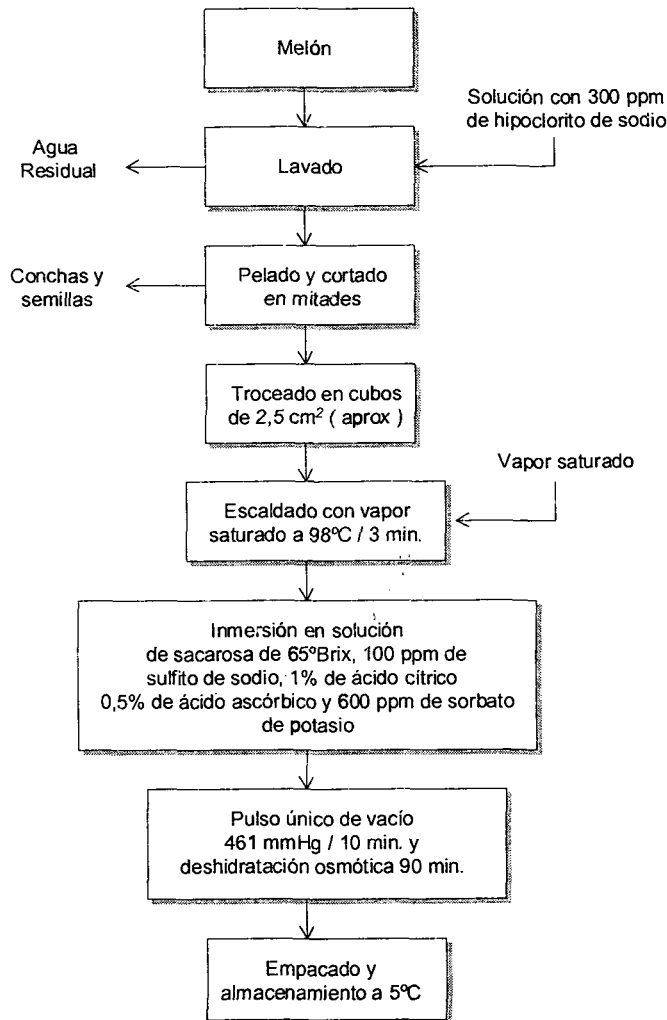 Melón
Solución con 300 ppm
de hipoclorito de sodio
Agua
Residual
Lavado
Conchas y
semillas
Pelado y cortado
en mitades
Troceado en cubos
de 2,5 cm² ( aprox )
Vapor saturado
Escaldado con vapor
saturado a 98ºC / 3 min.
Inmersión en solución
de sacarosa de 65ºBrix, 100 ppm de
sulfito de sodio, 1% de ácido cítrico
0,5% de ácido ascórbico y 600 ppm de sorbato
de potasio
Pulso único de vacío
461 mmHg / 10 min. y
deshidratación osmótica 90 min.
Empacado y
almacenamiento a 5ºC